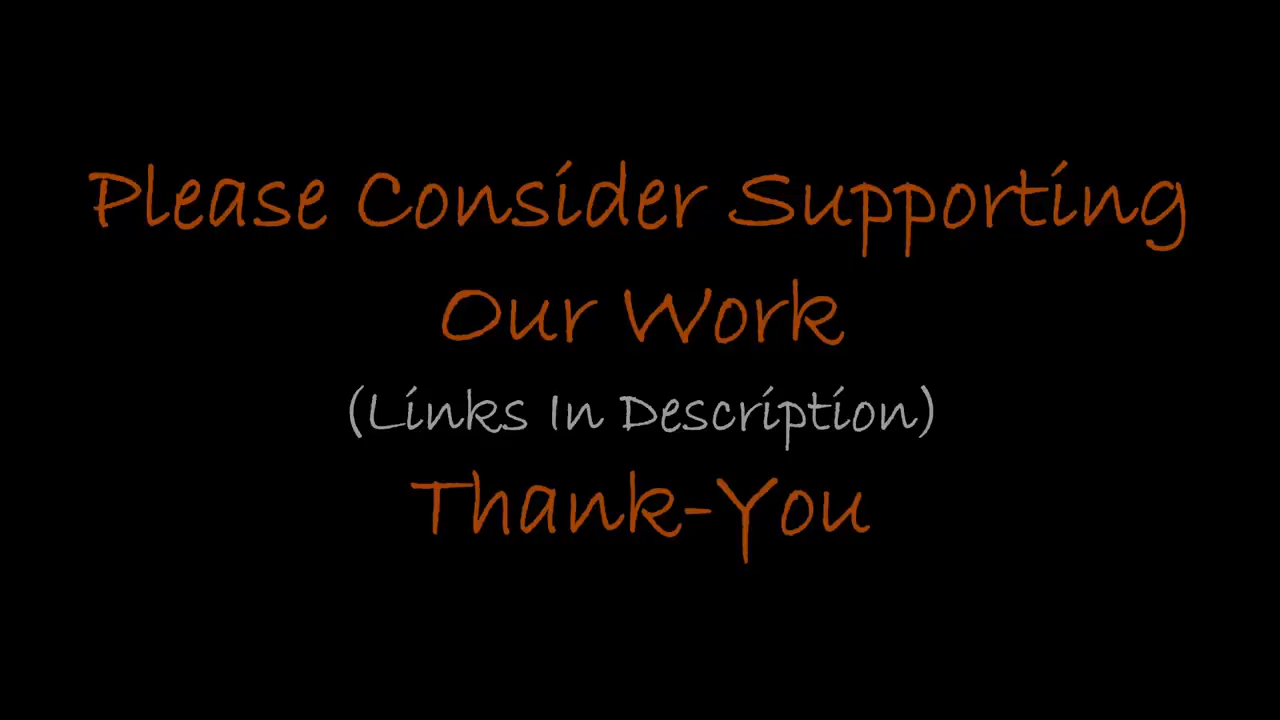 Please Consider Supporting
Our Work
(Links In Description)
Thank-You